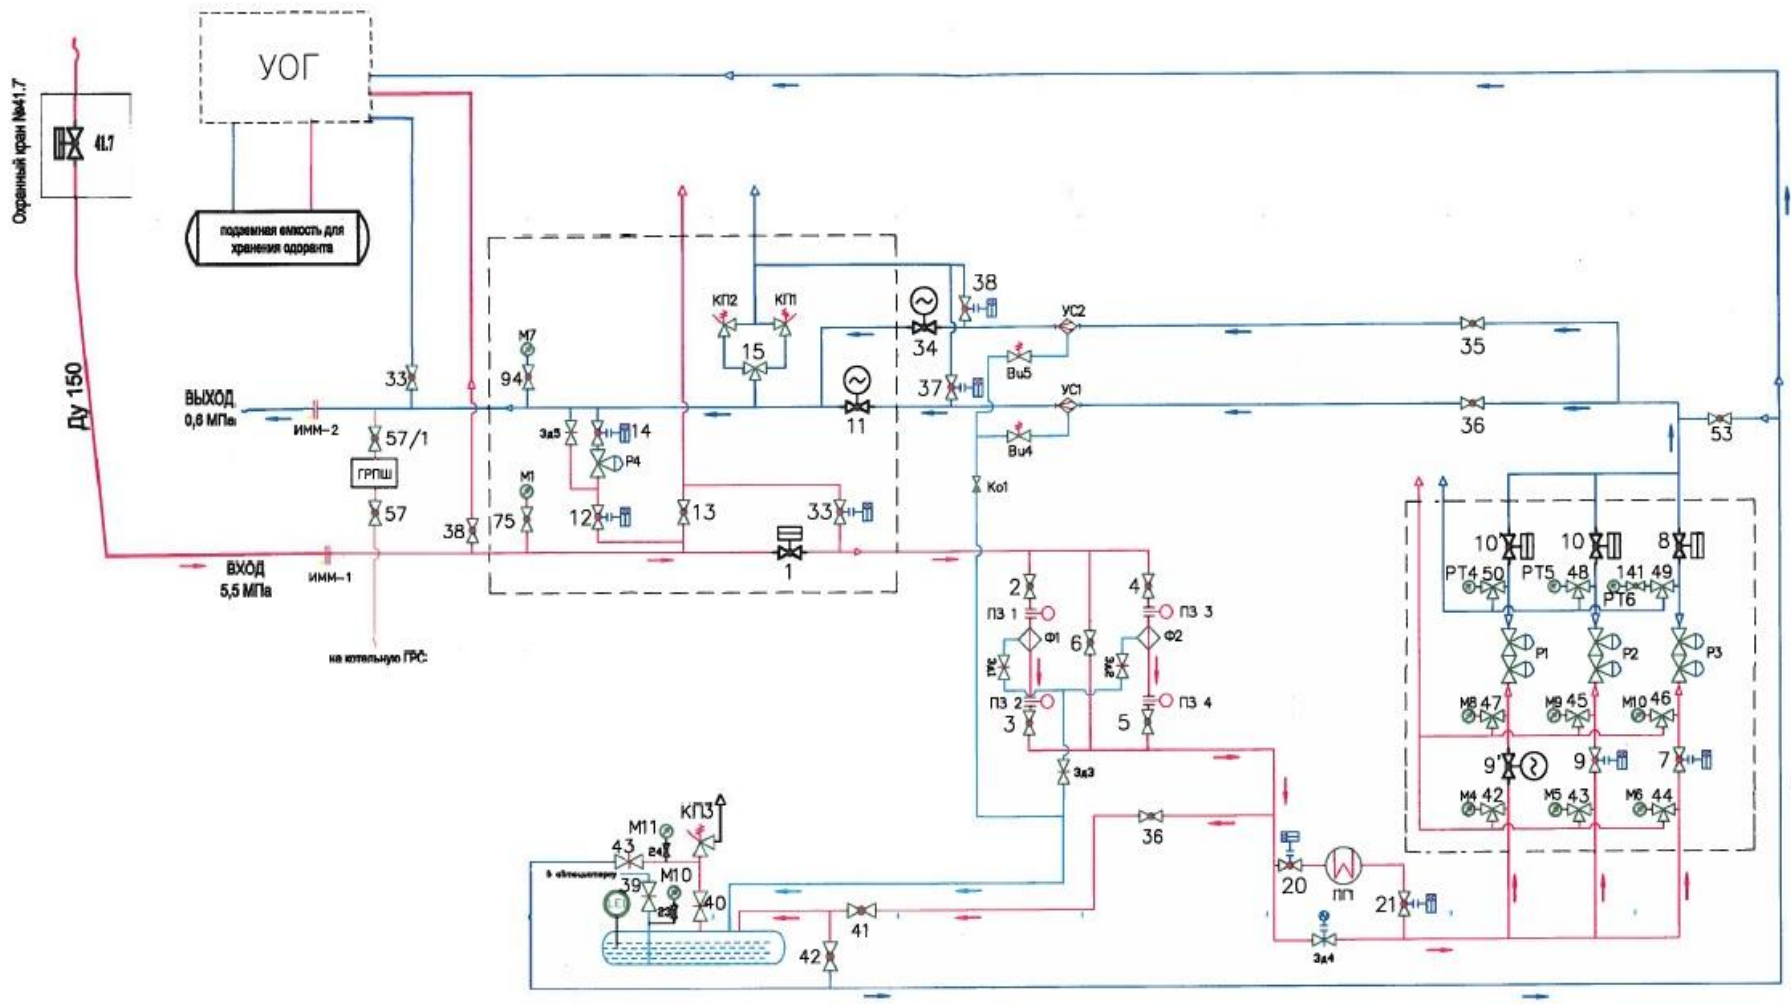 УОГ
Охранный кран №41.7
41.7
подземная емкость для
хранения одоранта
Ду 150
ВЫХОД
0,6 МПа
ИММ-2
33
57/1
ГРПШ
57
38
ВХОД
5,5 МПа
ИММ-1
на котельную ГРС
М7
94
КП2
КП1
15
Зд5
14
Р4
М1
75
12
13
33
1
11
34
38
37
УС2
Ви5
УС1
Ви4
Ко1
35
36
53
2
4
ПЗ 1
ПЗ 3
Ф1
6
Ф2
Зд1
Зд2
ПЗ 2
ПЗ 4
3
5
Зд3
36
10'
10
8
РТ4
50
РТ5
48
141
49
РТ6
Р1
Р2
Р3
М8
47
М9
45
М10
46
9'
9
7
М4
42
М5
43
М6
44
20
ПП
21
Зд4
КП3
М11
43
24
в автоцистерну
39
М10
23
40
LEI
41
42